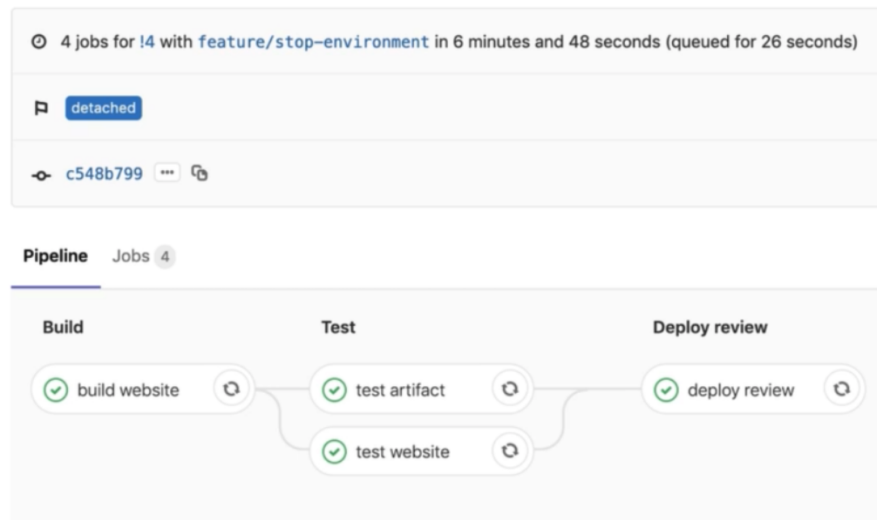 4 jobs for !4 with feature/stop-environment in 6 minutes and 48 seconds (queued for 26 seconds)
detached
c548b799 ...
Pipeline Jobs 4
Build Test Deploy review
build website test artifact deploy review
test website